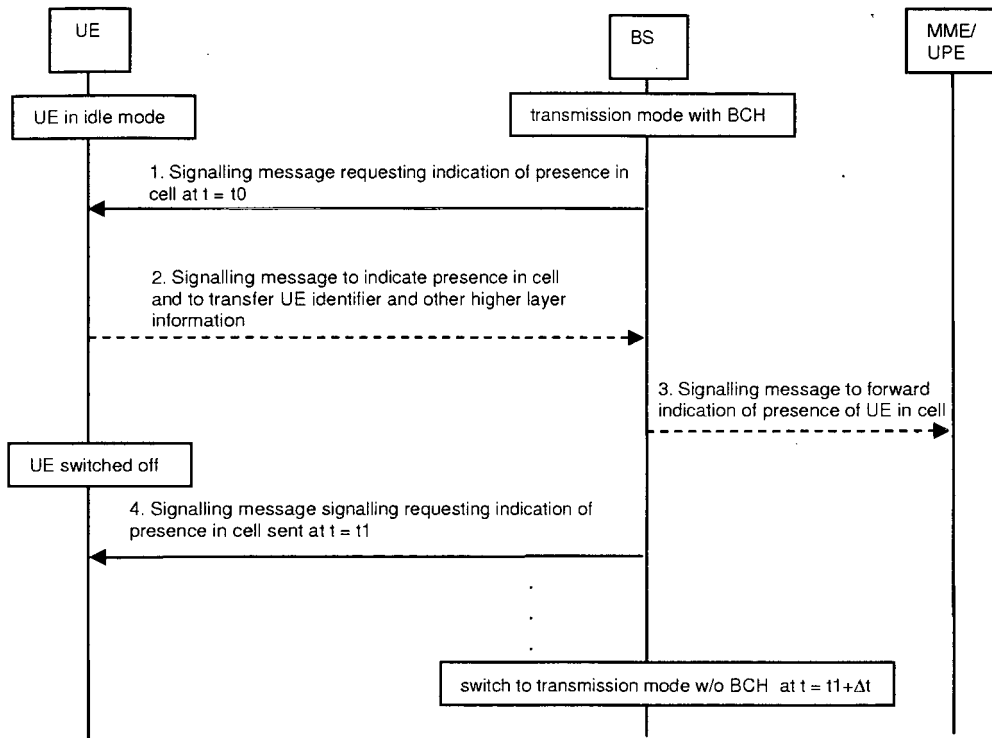 UE
BS
MME/
UPE
UE in idle mode
transmission mode with BCH
1. Signalling message requesting indication of presence in
cell at t = t0
2. Signalling message to indicate presence in cell
and to transfer UE identifier and other higher layer
information
3. Signalling message to forward
indication of presence of UE in cell
UE switched off
4. Signalling message signalling requesting indication of
presence in cell sent at t = t1
switch to transmission mode w/o BCH at t = t1+Δt